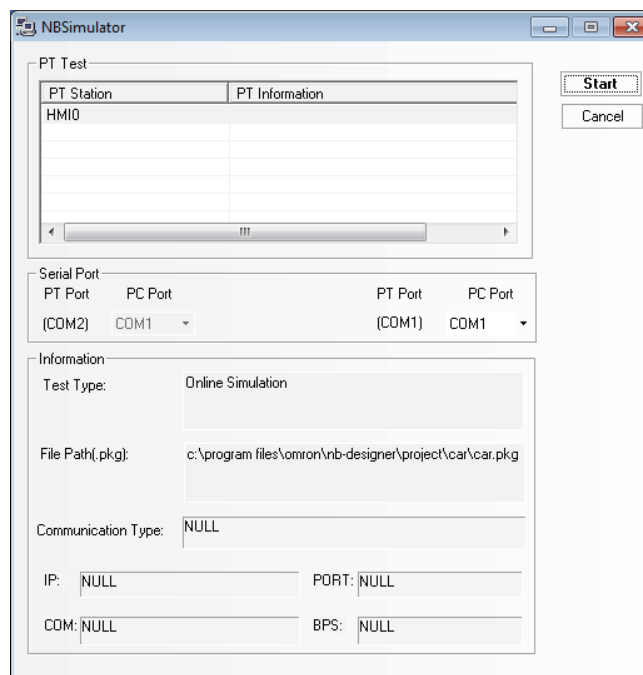 NBSimulator
PT Test
PT Station PT Information
HMI0
Start
Cancel
Serial Port
PT Port PC Port PT Port PC Port
(COM2) COM1 (COM1) COM1
Information
Test Type: Online Simulation
File Path(.pkg): c:\program files\omron\nb-designer\project\car\car.pkg
Communication Type: NULL
IP: NULL PORT: NULL
COM: NULL BPS: NULL